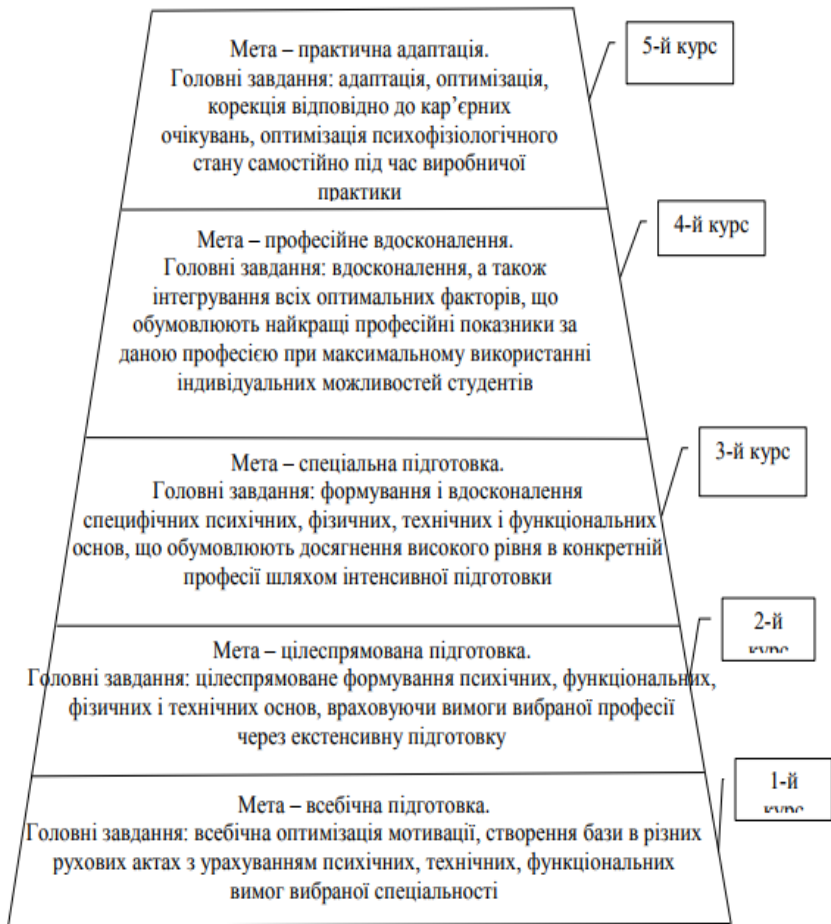 Мета – практична адаптація.
Головні завдання: адаптація, оптимізація,
корекція відповідно до кар’єрних
очікувань, оптимізація психофізіологічного
стану самостійно під час виробничої
практики
5-й курс
Мета – професійне вдосконалення.
Головні завдання: вдосконалення, а також
інтегрування всіх оптимальних факторів, що
обумовлюють найкращі професійні показники за
даною професією при максимальному використанні
індивідуальних можливостей студентів
4-й курс
Мета – спеціальна підготовка.
Головні завдання: формування і вдосконалення
специфічних психічних, фізичних, технічних і функціональних
основ, що обумовлюють досягнення високого рівня в конкретній
професії шляхом інтенсивної підготовки
3-й курс
Мета – цілеспрямована підготовка.
Головні завдання: цілеспрямоване формування психічних, функціональних,
фізичних і технічних основ, враховуючи вимоги вибраної професії
через екстенсивну підготовку
2-й
курс
Мета – всебічна підготовка.
Головні завдання: всебічна оптимізація мотивації, створення бази в різних
рухових актах з урахуванням психічних, технічних, функціональних
вимог вибраної спеціальності
1-й
курс